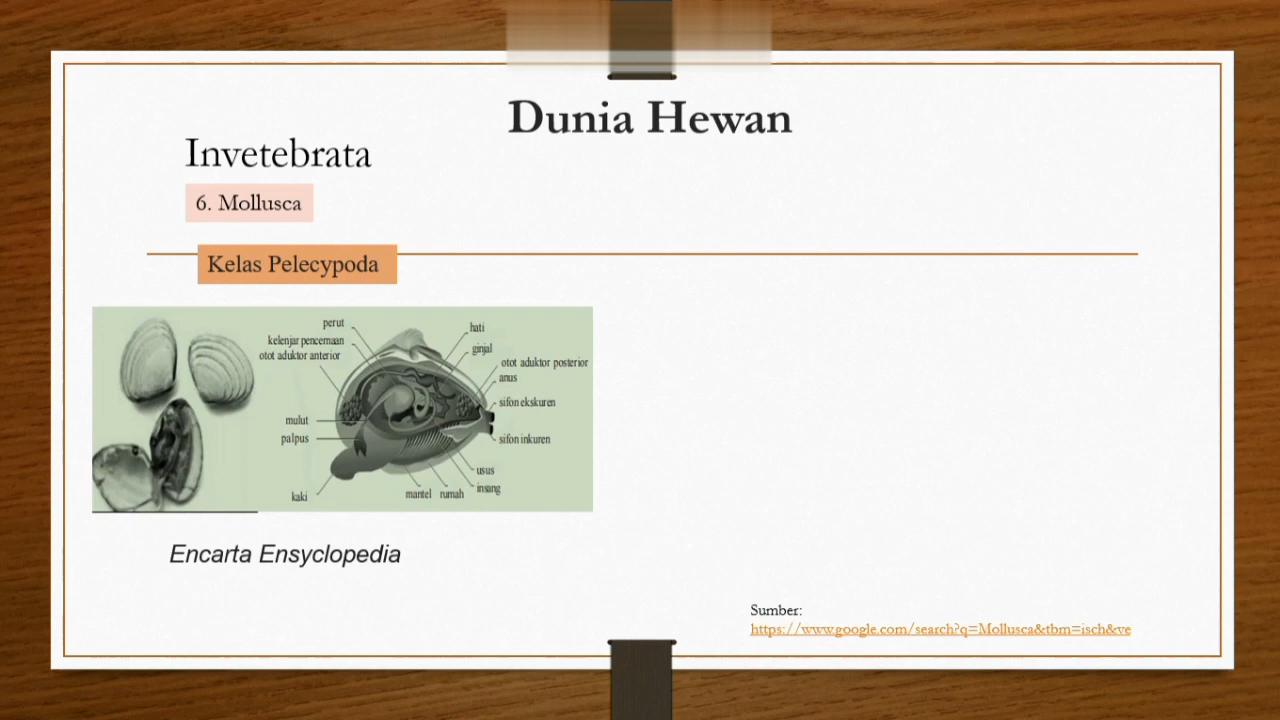 Dunia Hewan
Invetebrata
6. Mollusca
Kelas Pelecypoda
perut
kelenjar pencernaan
otot aduktor anterior
mulut
palpus
kaki
hati
ginjal
otot aduktor posterior
anus
sifon ekskuren
sifon inkuren
usus
insang
mantel
rumah
Encarta Ensyclopedia
Sumber:
https://www.google.com/search?q=Mollusca&tbm=isch&ve